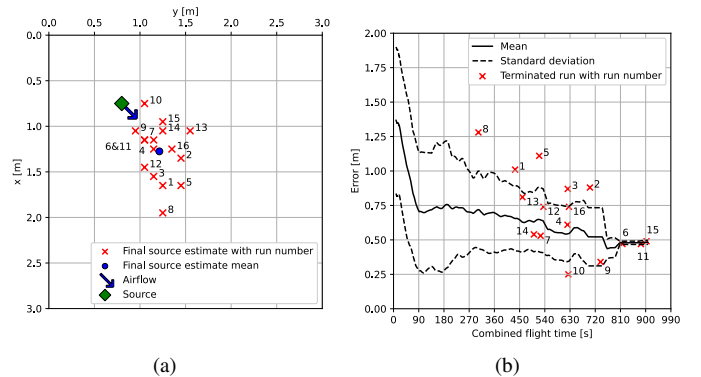 y [m]
0.0 0.5 1.0 1.5 2.0 2.5 3.0
0.0
0.5
1.0
1.5
2.0
2.5
3.0
x [m]
10
15
9 7 14 13
6&11 4 16
2
12
3
1 5
8
Final source estimate with run number
Final source estimate mean
Airflow
Source
(a)
2.00
1.75
1.50
1.25
1.00
0.75
0.50
0.25
0.00
Error [m]
Mean
Standard deviation
Terminated run with run number
8
5
1
3 2
13 12 16
4
14 7
6 15
11
9
10
0 90 180 270 360 450 540 630 720 810 900 990
Combined flight time [s]
(b)